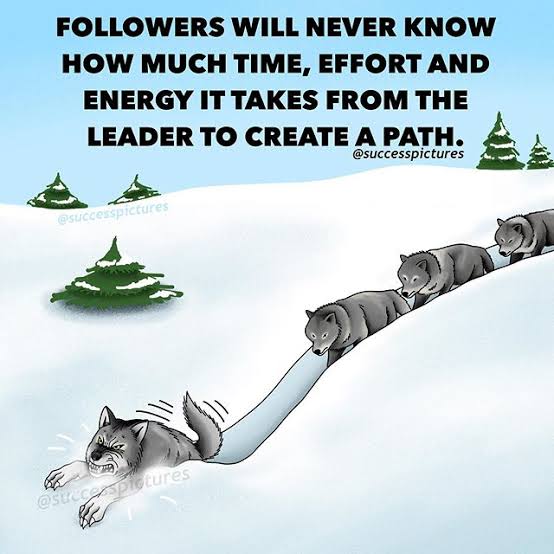 FOLLOWERS WILL NEVER KNOW
HOW MUCH TIME, EFFORT AND
ENERGY IT TAKES FROM THE
LEADER TO CREATE A PATH.
@successpictures
@successpictures
@successpictures